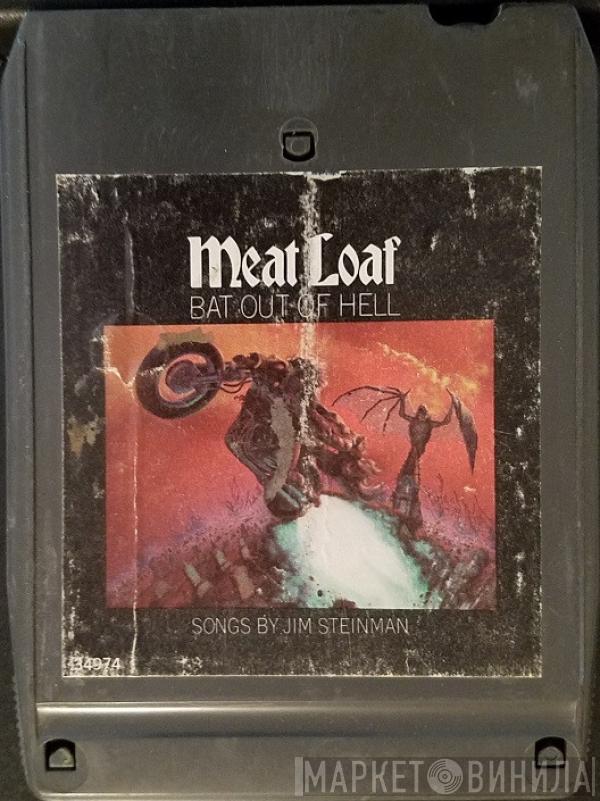 Meat Loaf
BAT OUT OF HELL
SONGS BY JIM STEINMAN
34974
МАРКЕТ ВИНИЛА